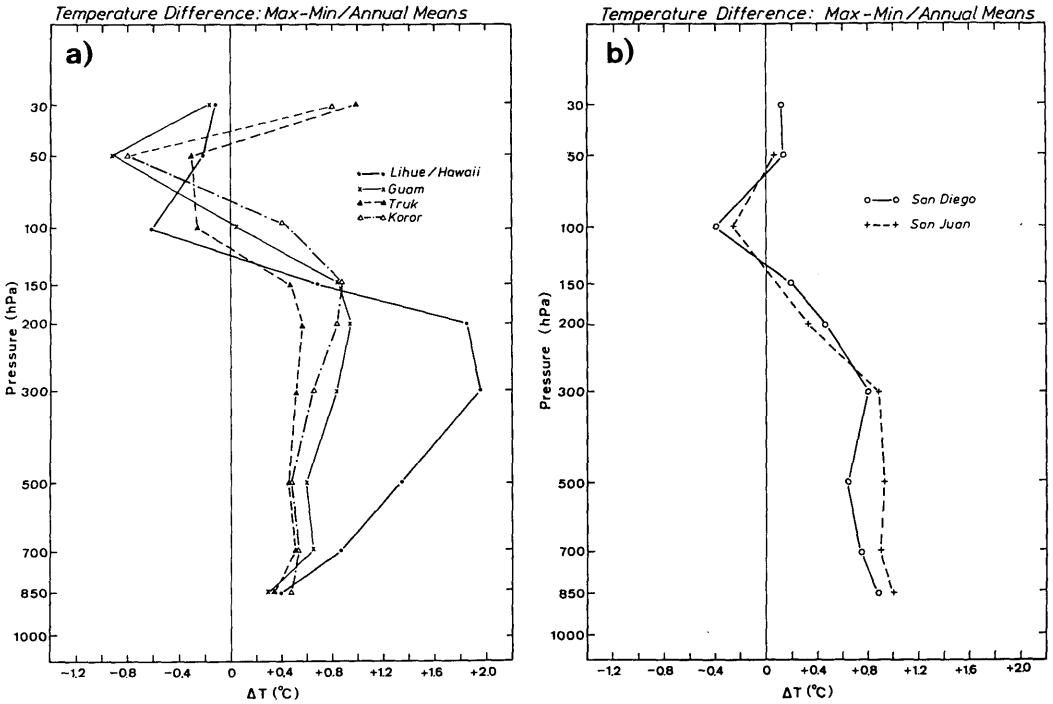 Temperature Difference: Max-Min/Annual Means
a)
30
50
100
150
200
300
500
700
850
1000
Pressure (hPa)
Lihue/Hawaii
Guam
Truk
Koror
-1,2
-0.8
-0.4
0
+0.4
+0.8
+1.2
+1.6
+2.0
ΔT (°C)
Temperature Difference: Max-Min/Annual Means
b)
30
50
100
150
200
300
500
700
850
1000
Pressure (hPa)
San Diego
San Juan
-1.2
-0.8
-0.4
0
+0.4
+0.8
+1.2
+1.6
+2.0
ΔT (°C)